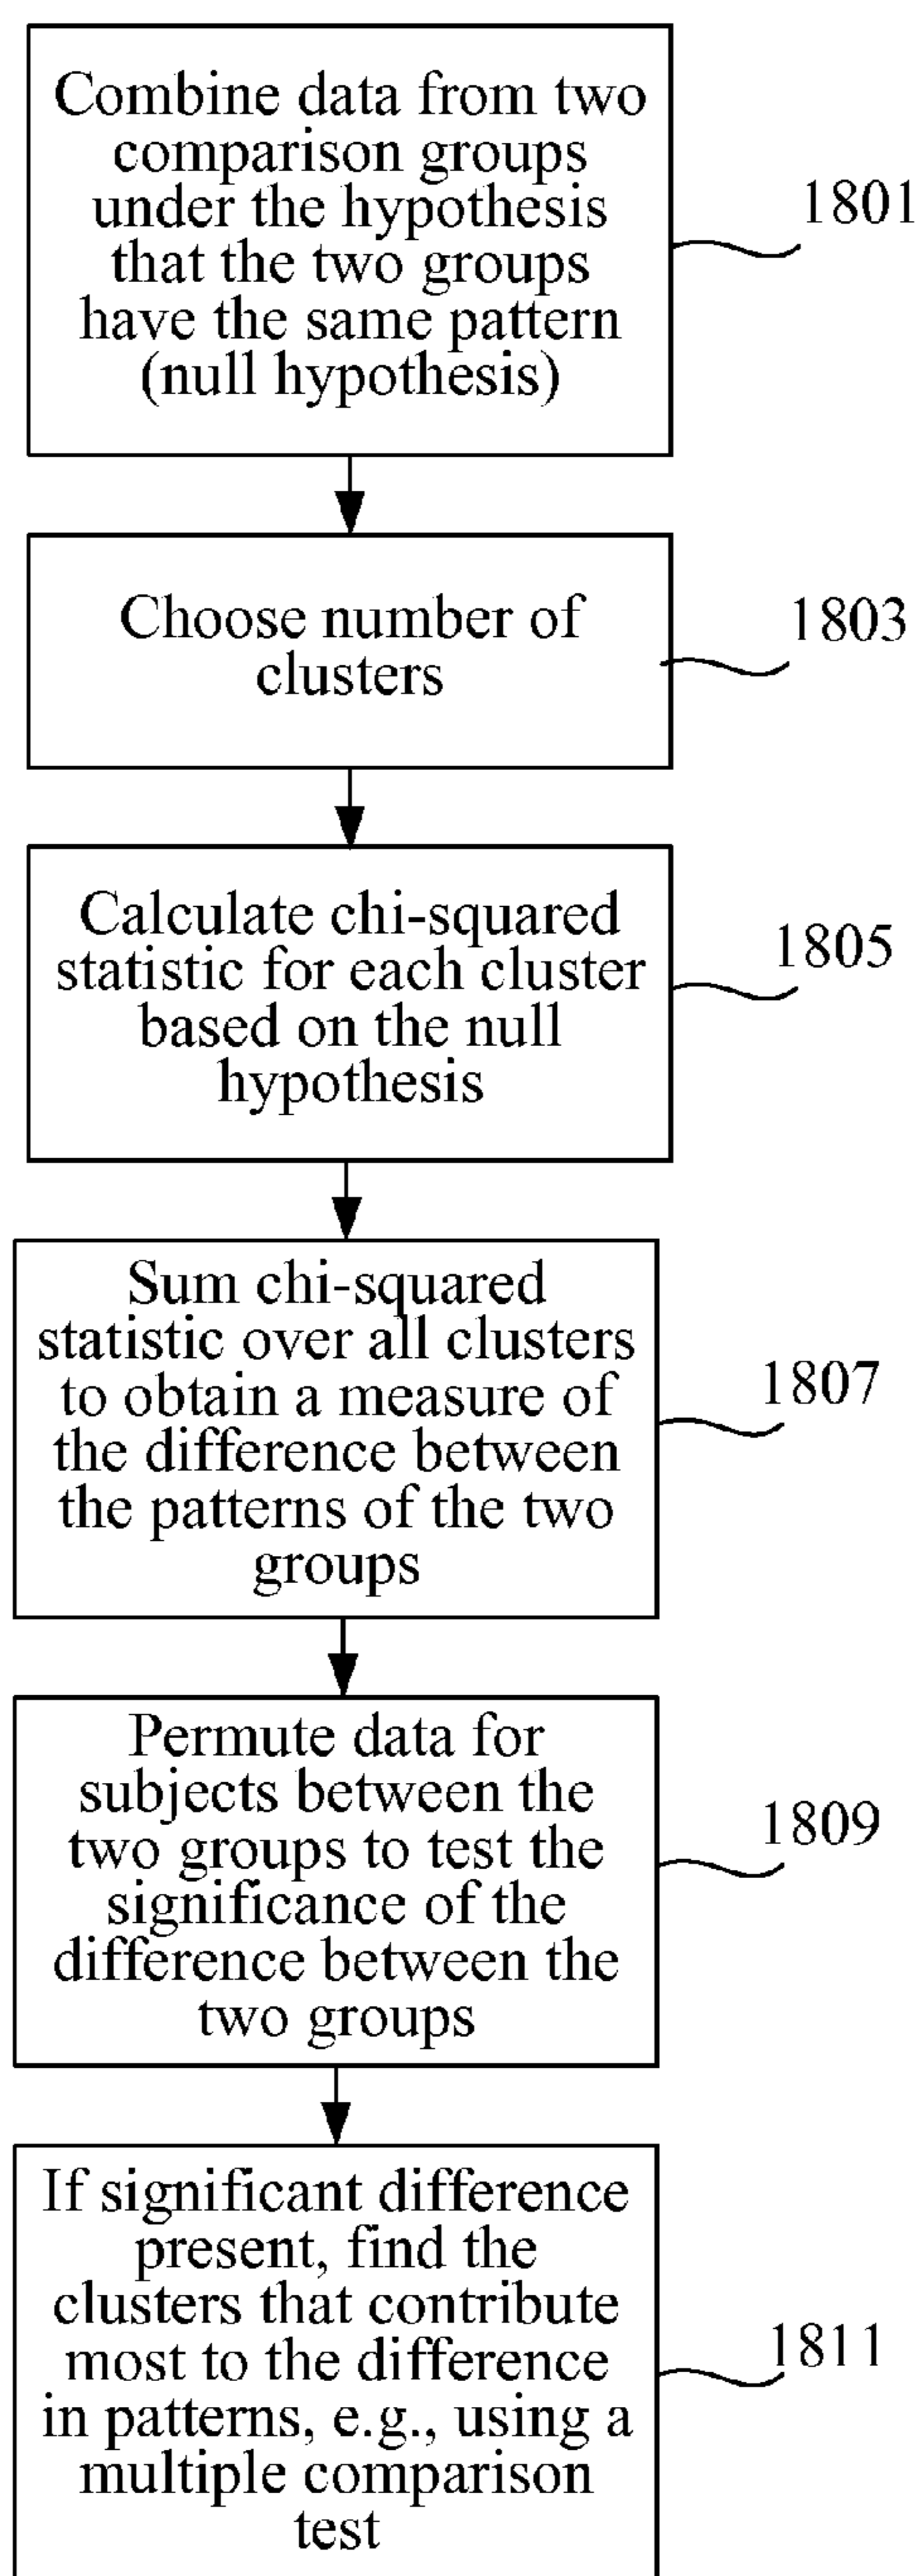 Combine data from two
comparison groups
under the hypothesis
that the two groups
have the same pattern
(null hypothesis)
1801
Choose number of
clusters
1803
Calculate chi-squared
statistic for each cluster
based on the null
hypothesis
1805
Sum chi-squared
statistic over all clusters
to obtain a measure of
the difference between
the patterns of the two
groups
1807
Permute data for
subjects between the
two groups to test the
significance of the
difference between the
two groups
1809
If significant difference
present, find the
clusters that contribute
most to the difference
in patterns, e.g., using a
multiple comparison
test
1811